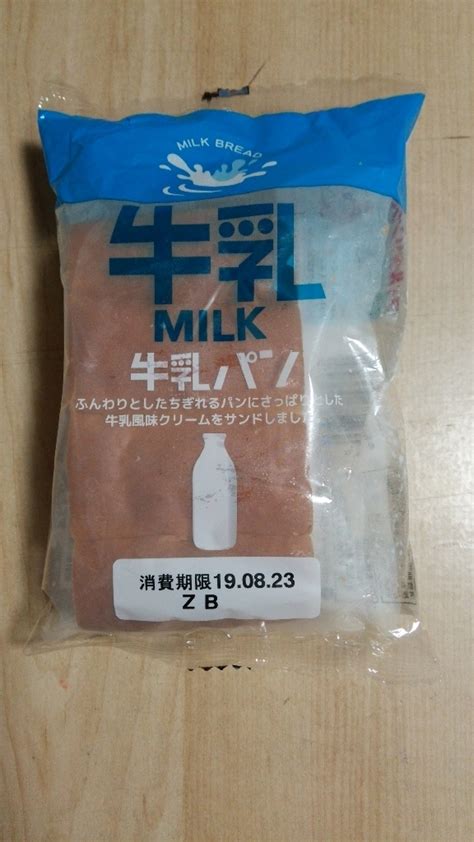 MILK BREAD
牛乳
MILK
牛乳パン
ふんわりとしたちぎれるパンにさっぱりとした
牛乳風味クリームをサンドしました
消費期限19.08.23
Z B